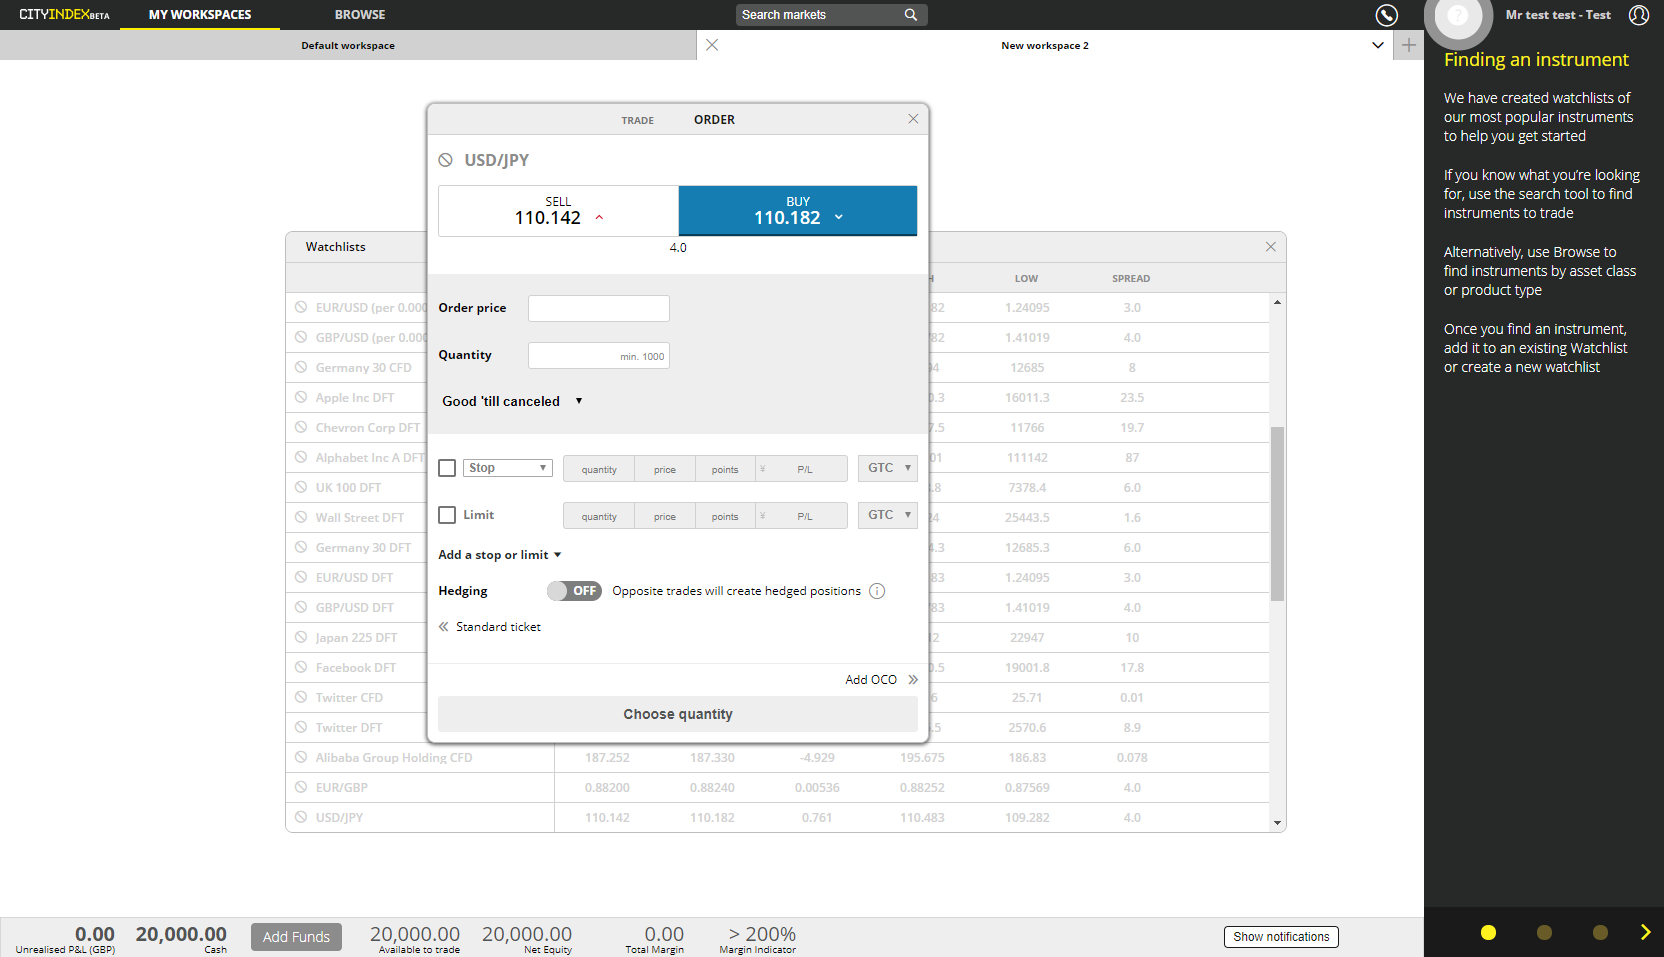 CITYINDEXBETA
MY WORKSPACES
BROWSE
Search markets
Mr test test - Test
Default workspace
New workspace 2
Finding an instrument
We have created watchlists of
our most popular instruments
to help you get started
If you know what you're looking
for, use the search tool to find
instruments to trade
Alternatively, use Browse to
find instruments by asset class
or product type
Once you find an instrument,
add it to an existing Watchlist
or create a new watchlist
TRADE ORDER
USD/JPY
SELL
110.142
BUY
110.182
4.0
Order price
Quantity min. 1000
Good 'till canceled
Stop quantity price points ¥ P/L GTC
Limit quantity price points ¥ P/L GTC
Add a stop or limit
Hedging OFF Opposite trades will create hedged positions
Standard ticket
Add OCO
Choose quantity
Watchlists
LOW SPREAD
EUR/USD (per 0.000 82 1.24095 3.0
GBP/USD (per 0.000 82 1.41019 4.0
Germany 30 CFD 12685 8
Apple Inc DFT 0.3 16011.3 23.5
Chevron Corp DFT 7.5 11766 19.7
Alphabet Inc A DFT 01 111142 87
UK 100 DFT .8 7378.4 6.0
Wall Street DFT 24 25443.5 1.6
Germany 30 DFT 4.3 12685.3 6.0
EUR/USD DFT 83 1.24095 3.0
GBP/USD DFT 783 1.41019 4.0
Japan 225 DFT 12 22947 10
Facebook DFT 0.5 19001.8 17.8
Twitter CFD 6 25.71 0.01
Twitter DFT .5 2570.6 8.9
Alibaba Group Holding CFD 187.252 187.330 -4.929 195.675 186.83 0.078
EUR/GBP 0.88200 0.88240 0.00536 0.88252 0.87569 4.0
USD/JPY 110.142 110.182 0.761 110.483 109.282 4.0
0.00
Unrealised P&L (GBP)
20,000.00
Cash
Add Funds
20,000.00
Available to trade
20,000.00
Net Equity
0.00
Total Margin
> 200%
Margin Indicator
Show notifications